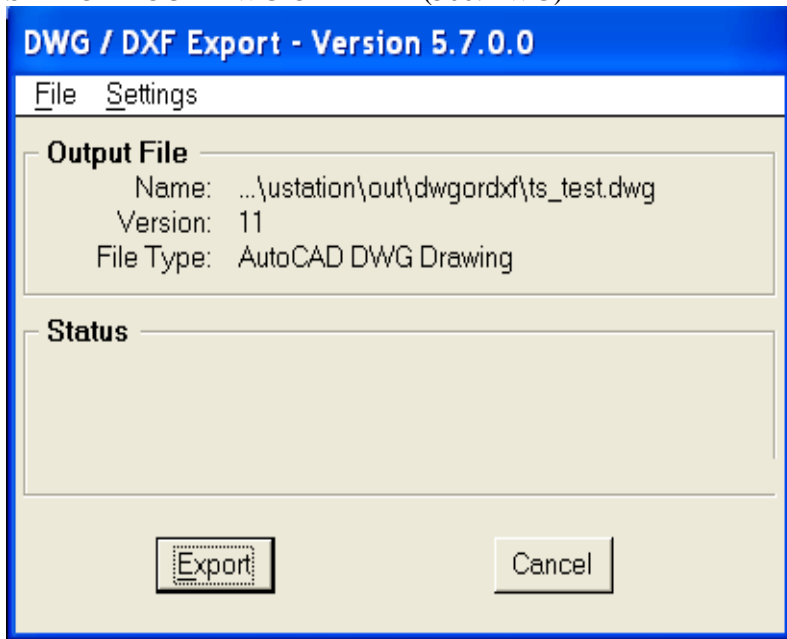 DWG / DXF Export - Version 5.7.0.0
File Settings
Output File
Name: ...\ustation\out\dwgordxf\ts_test.dwg
Version: 11
File Type: AutoCAD DWG Drawing
Status
Export Cancel